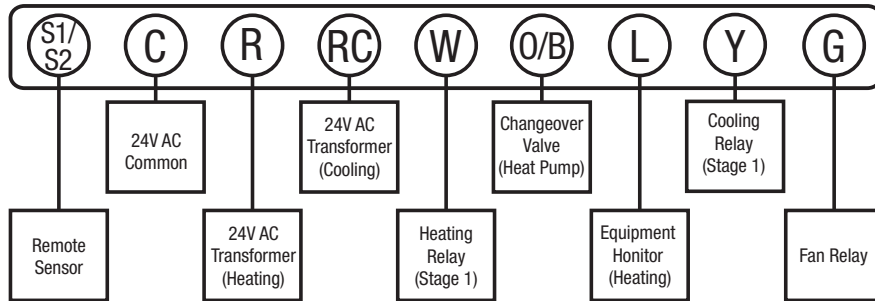 S1/
S2
C
R
RC
W
O/B
L
Y
G
24V AC
Common
24V AC
Transformer
(Cooling)
Changeover
Valve
(Heat Pump)
Cooling
Relay
(Stage 1)
Remote
Sensor
24V AC
Transformer
(Heating)
Heating
Relay
(Stage 1)
Equipment
Honitor
(Heating)
Fan Relay